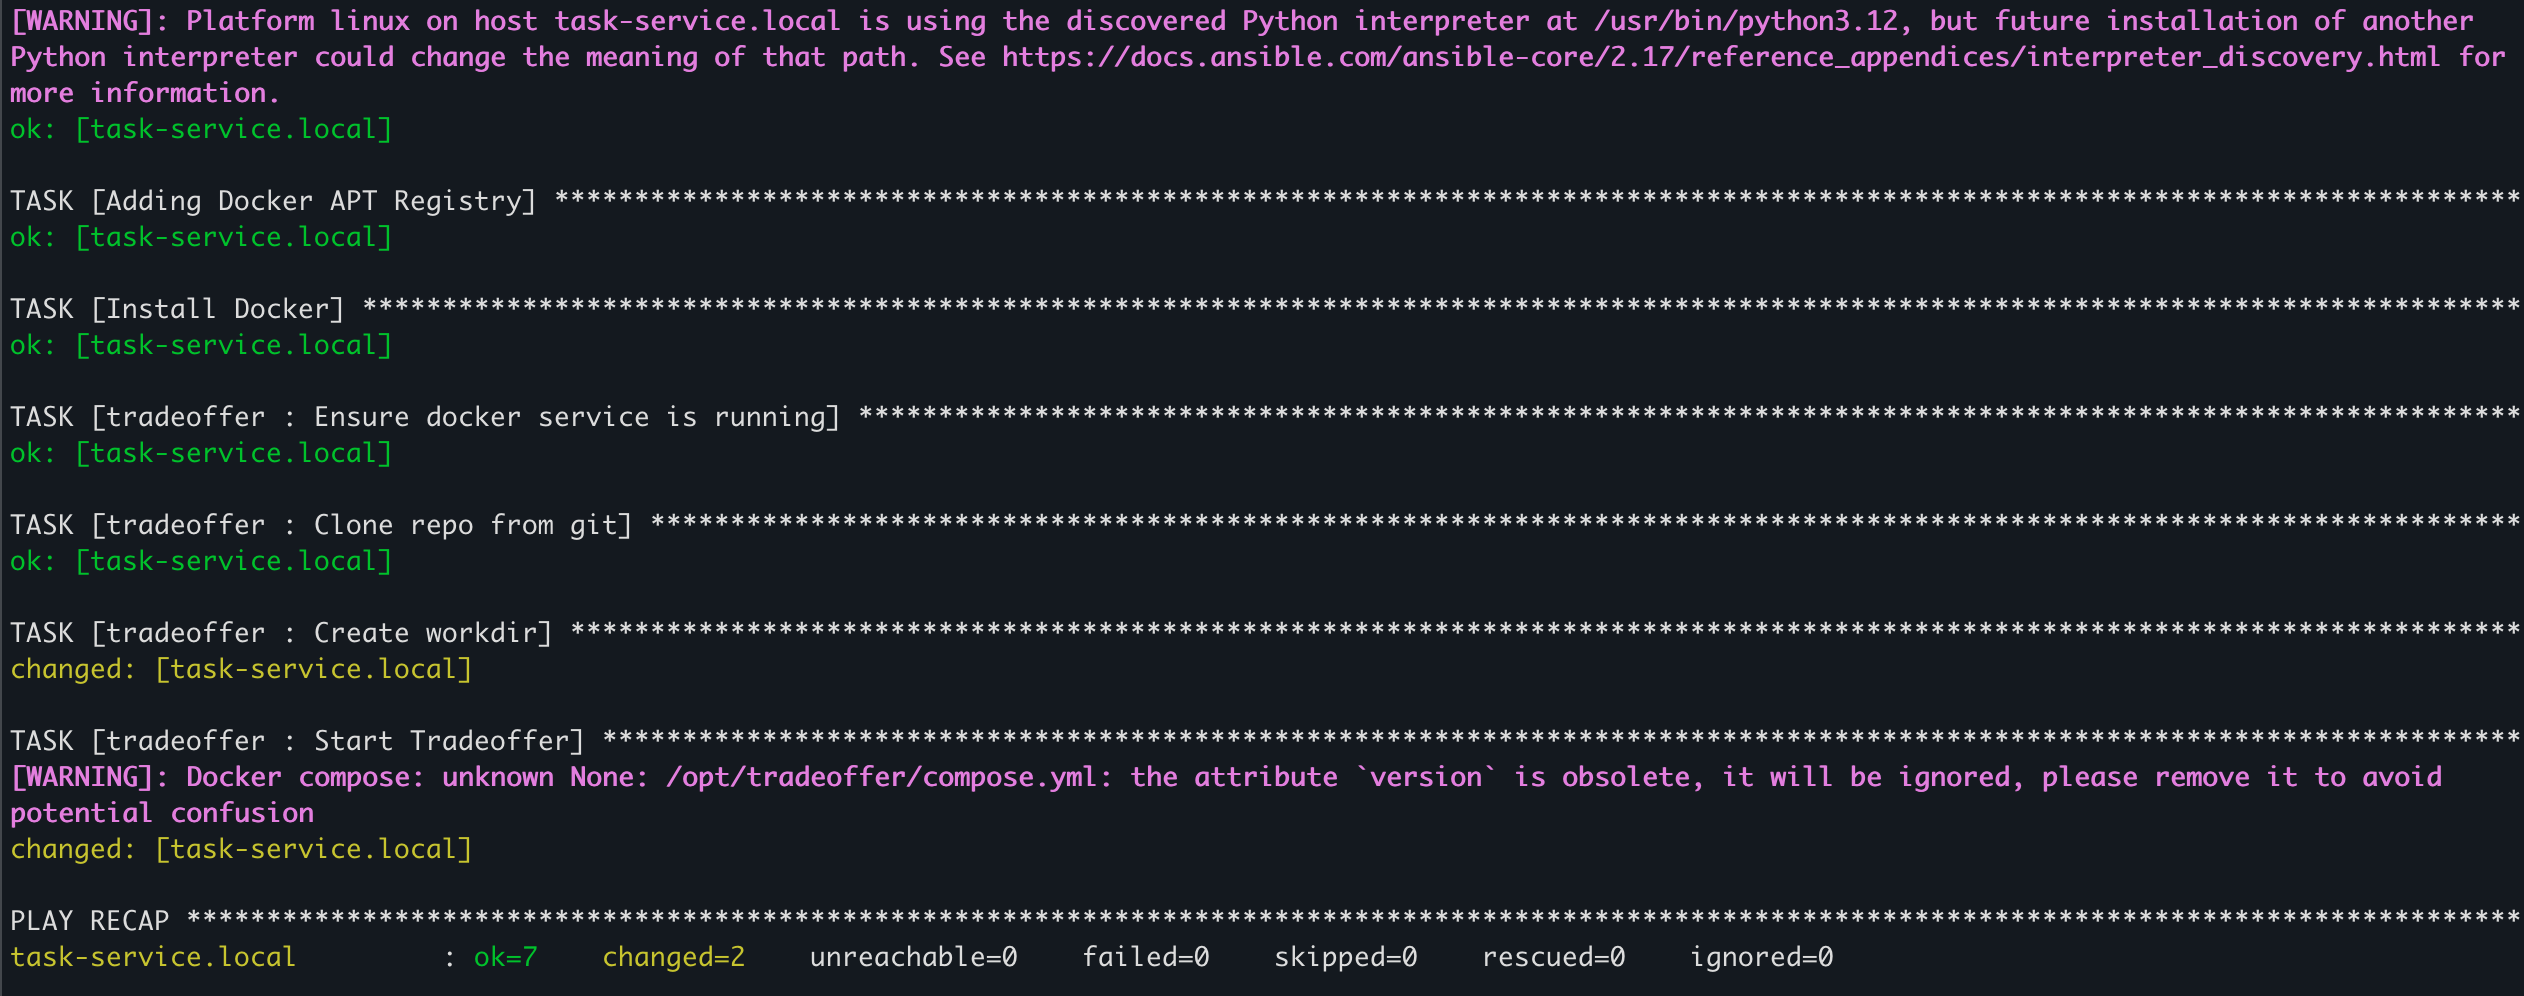 [WARNING]: Platform linux on host task-service.local is using the discovered Python interpreter at /usr/bin/python3.12, but future installation of another
Python interpreter could change the meaning of that path. See https://docs.ansible.com/ansible-core/2.17/reference_appendices/interpreter_discovery.html for
more information.
ok: [task-service.local]
TASK [Adding Docker APT Registry] ***************************************************************************************************************************
ok: [task-service.local]
TASK [Install Docker] ***************************************************************************************************************************************
ok: [task-service.local]
TASK [tradeoffer : Ensure docker service is running] ********************************************************************************************************
ok: [task-service.local]
TASK [tradeoffer : Clone repo from git] *********************************************************************************************************************
ok: [task-service.local]
TASK [tradeoffer : Create workdir] **************************************************************************************************************************
changed: [task-service.local]
TASK [tradeoffer : Start Tradeoffer] ************************************************************************************************************************
[WARNING]: Docker compose: unknown None: /opt/tradeoffer/compose.yml: the attribute `version` is obsolete, it will be ignored, please remove it to avoid
potential confusion
changed: [task-service.local]
PLAY RECAP **************************************************************************************************************************************************
task-service.local         : ok=7    changed=2    unreachable=0    failed=0    skipped=0    rescued=0    ignored=0